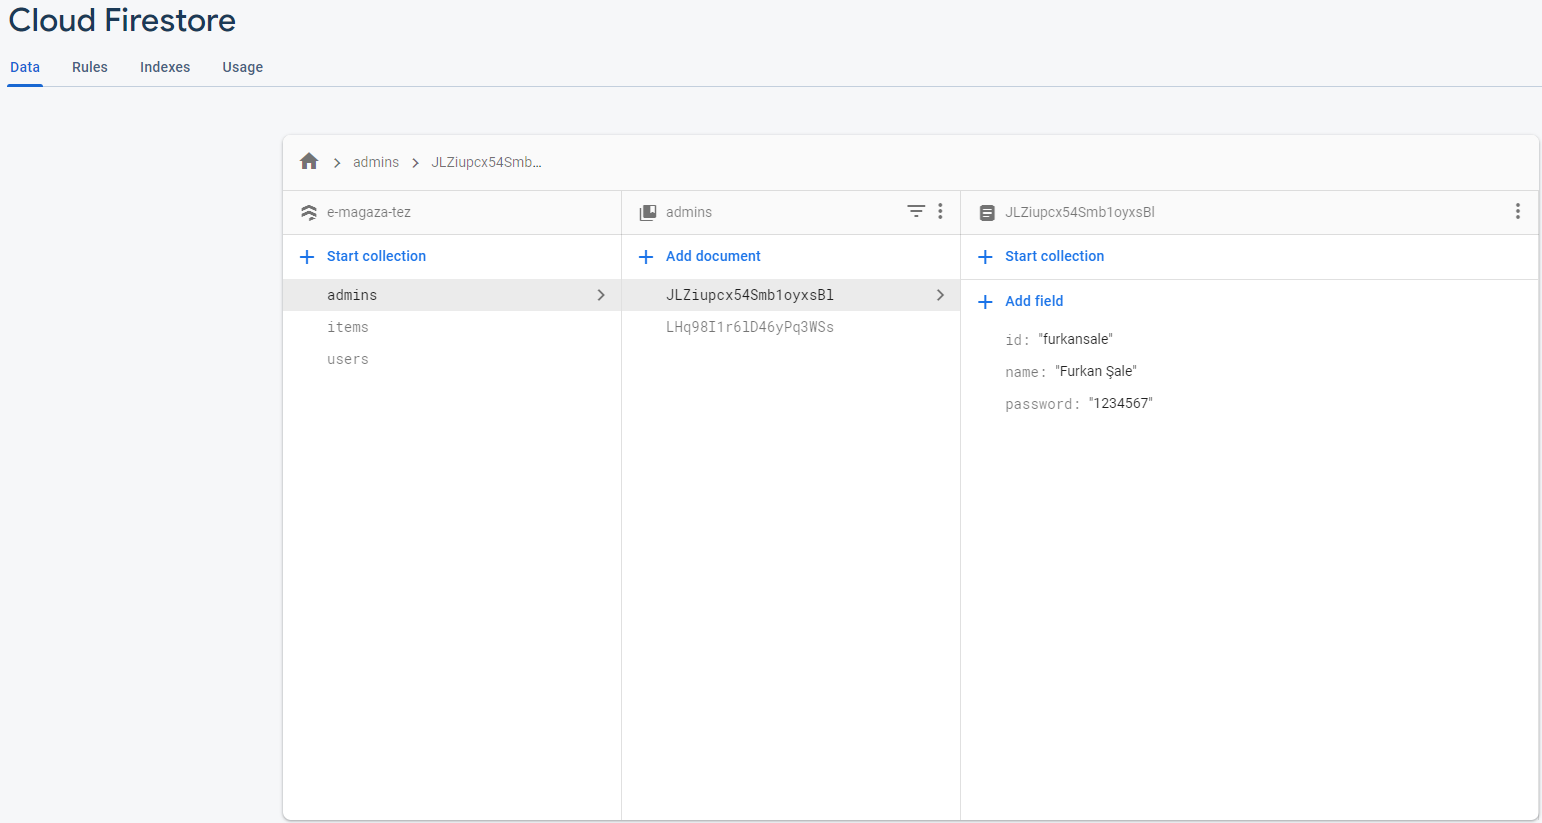 Cloud Firestore
Data Rules Indexes Usage
admins JLZiupcx54Smb...
e-magaza-tez
Start collection
admins
items
users
admins
Add document
JLZiupcx54Smb1oyxsBl
LHq98I1r6lD46yPq3WSs
JLZiupcx54Smb1oyxsBl
Start collection
Add field
id: "furkansale"
name: "Furkan Şale"
password: "1234567"